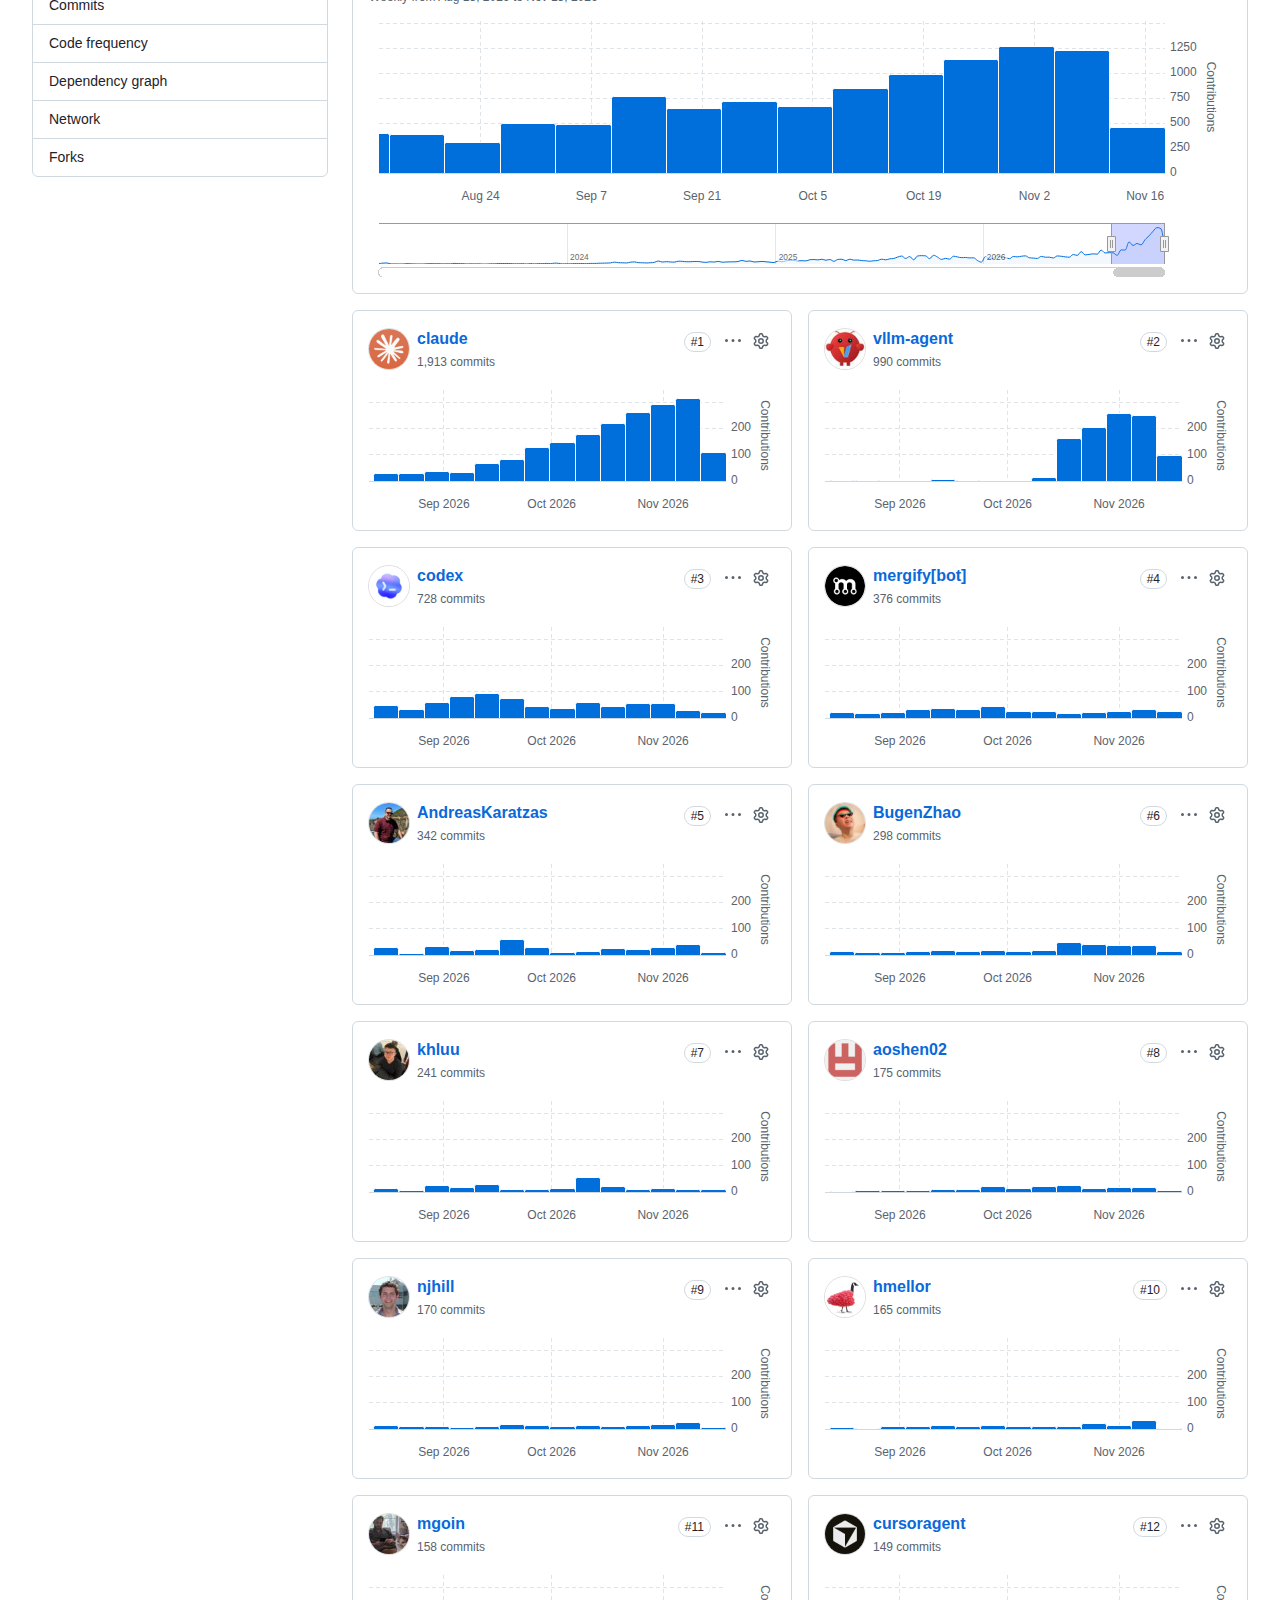 Commits
Code frequency
Dependency graph
Network
Forks
1250
1000
750
500
250
0
Contributions
Aug 24
Sep 7
Sep 21
Oct 5
Oct 19
Nov 2
Nov 16
2024
2025
2026
claude
#1
1,913 commits
200
100
0
Contributions
Sep 2026
Oct 2026
Nov 2026
vllm-agent
#2
990 commits
200
100
0
Contributions
Sep 2026
Oct 2026
Nov 2026
codex
#3
728 commits
200
100
0
Contributions
Sep 2026
Oct 2026
Nov 2026
mergify[bot]
#4
376 commits
200
100
0
Contributions
Sep 2026
Oct 2026
Nov 2026
AndreasKaratzas
#5
342 commits
200
100
0
Contributions
Sep 2026
Oct 2026
Nov 2026
BugenZhao
#6
298 commits
200
100
0
Contributions
Sep 2026
Oct 2026
Nov 2026
khluu
#7
241 commits
200
100
0
Contributions
Sep 2026
Oct 2026
Nov 2026
aoshen02
#8
175 commits
200
100
0
Contributions
Sep 2026
Oct 2026
Nov 2026
njhill
#9
170 commits
200
100
0
Contributions
Sep 2026
Oct 2026
Nov 2026
hmellor
#10
165 commits
200
100
0
Contributions
Sep 2026
Oct 2026
Nov 2026
mgoin
#11
158 commits
Co
cursoragent
#12
149 commits
Co